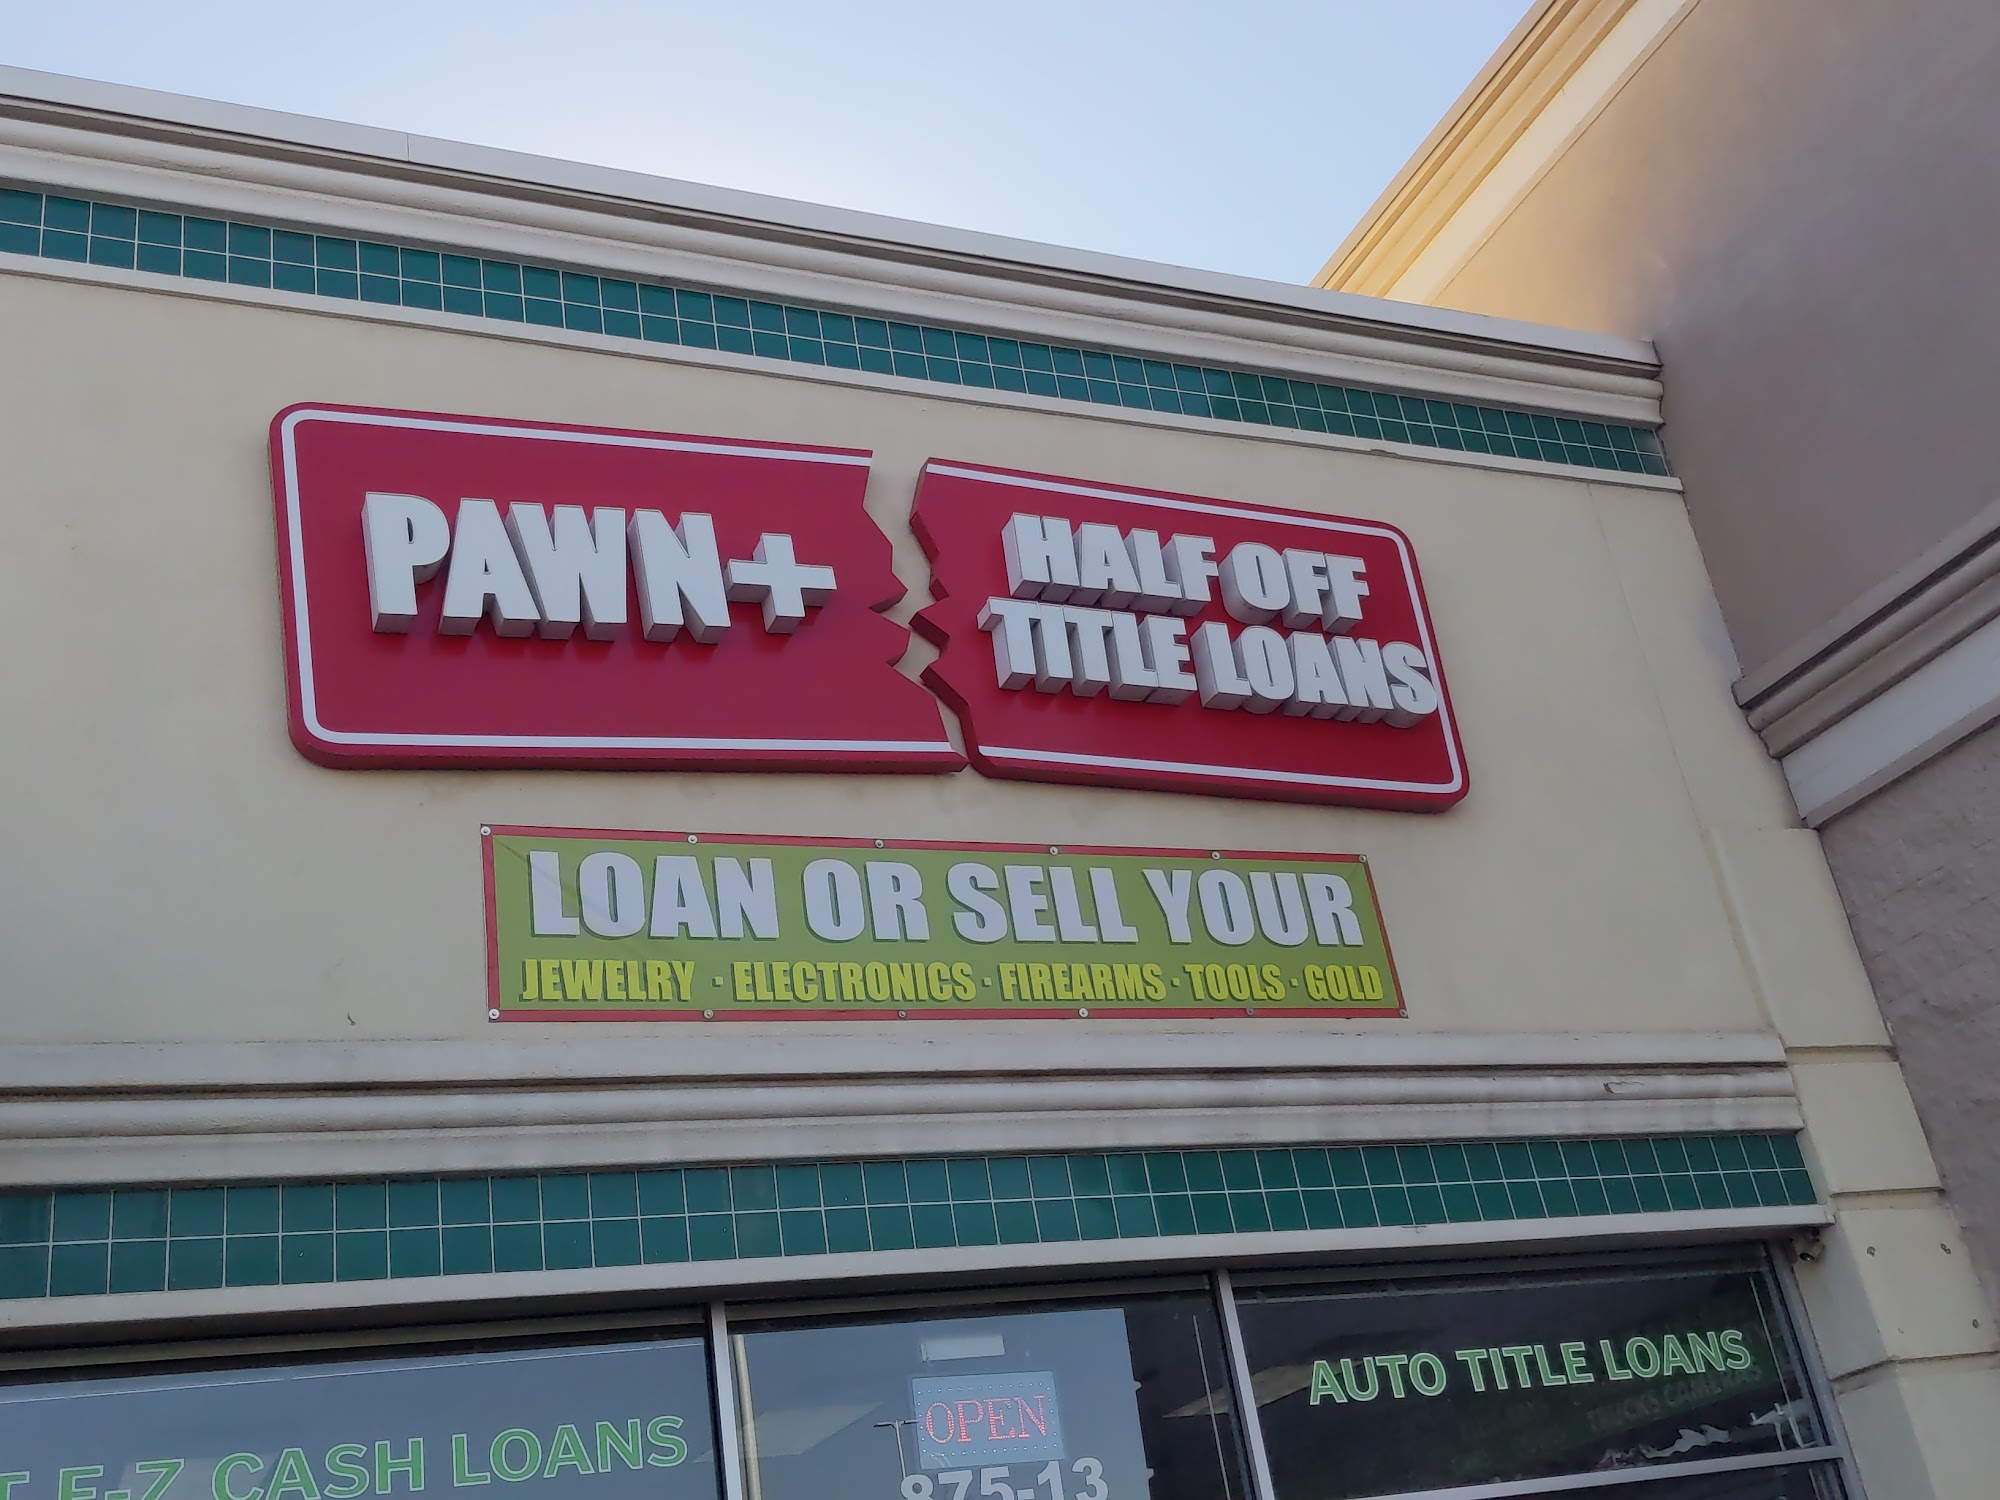 PAWN+
HALF OFF
TITLE LOANS
LOAN OR SELL YOUR
JEWELRY · ELECTRONICS · FIREARMS · TOOLS · GOLD
E-Z CASH LOANS
OPEN
875-13
AUTO TITLE LOANS